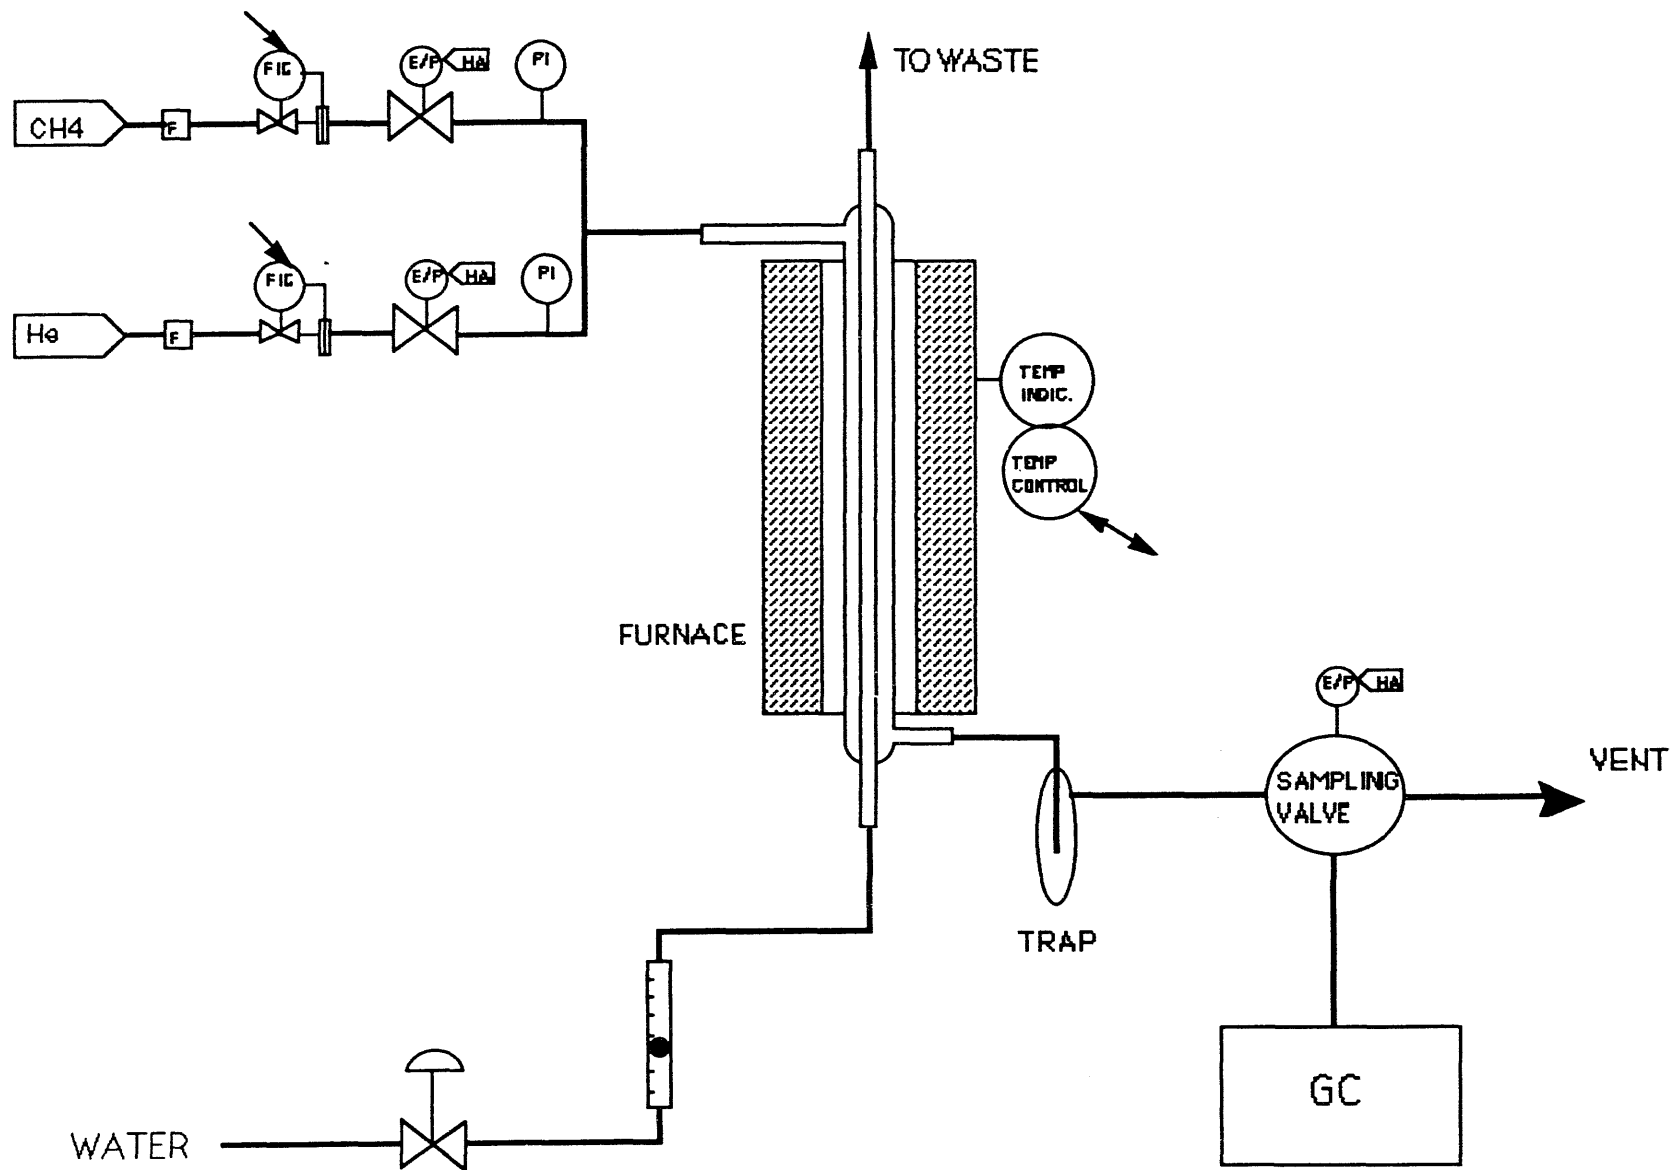 TO WASTE
FIC
E/P
HA
PI
CH4
F
FIC
E/P
HA
PI
He
F
TEMP
INDIC.
TEMP
CONTROL
FURNACE
E/P
HA
SAMPLING
VALVE
VENT
TRAP
GC
WATER